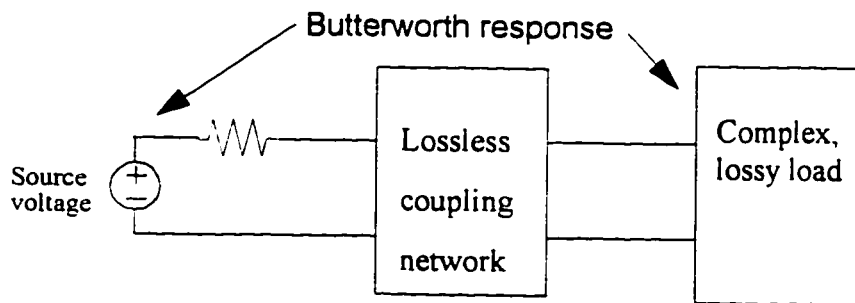 Butterworth response
Source
voltage
+
−
Lossless
coupling
network
Complex,
lossy load